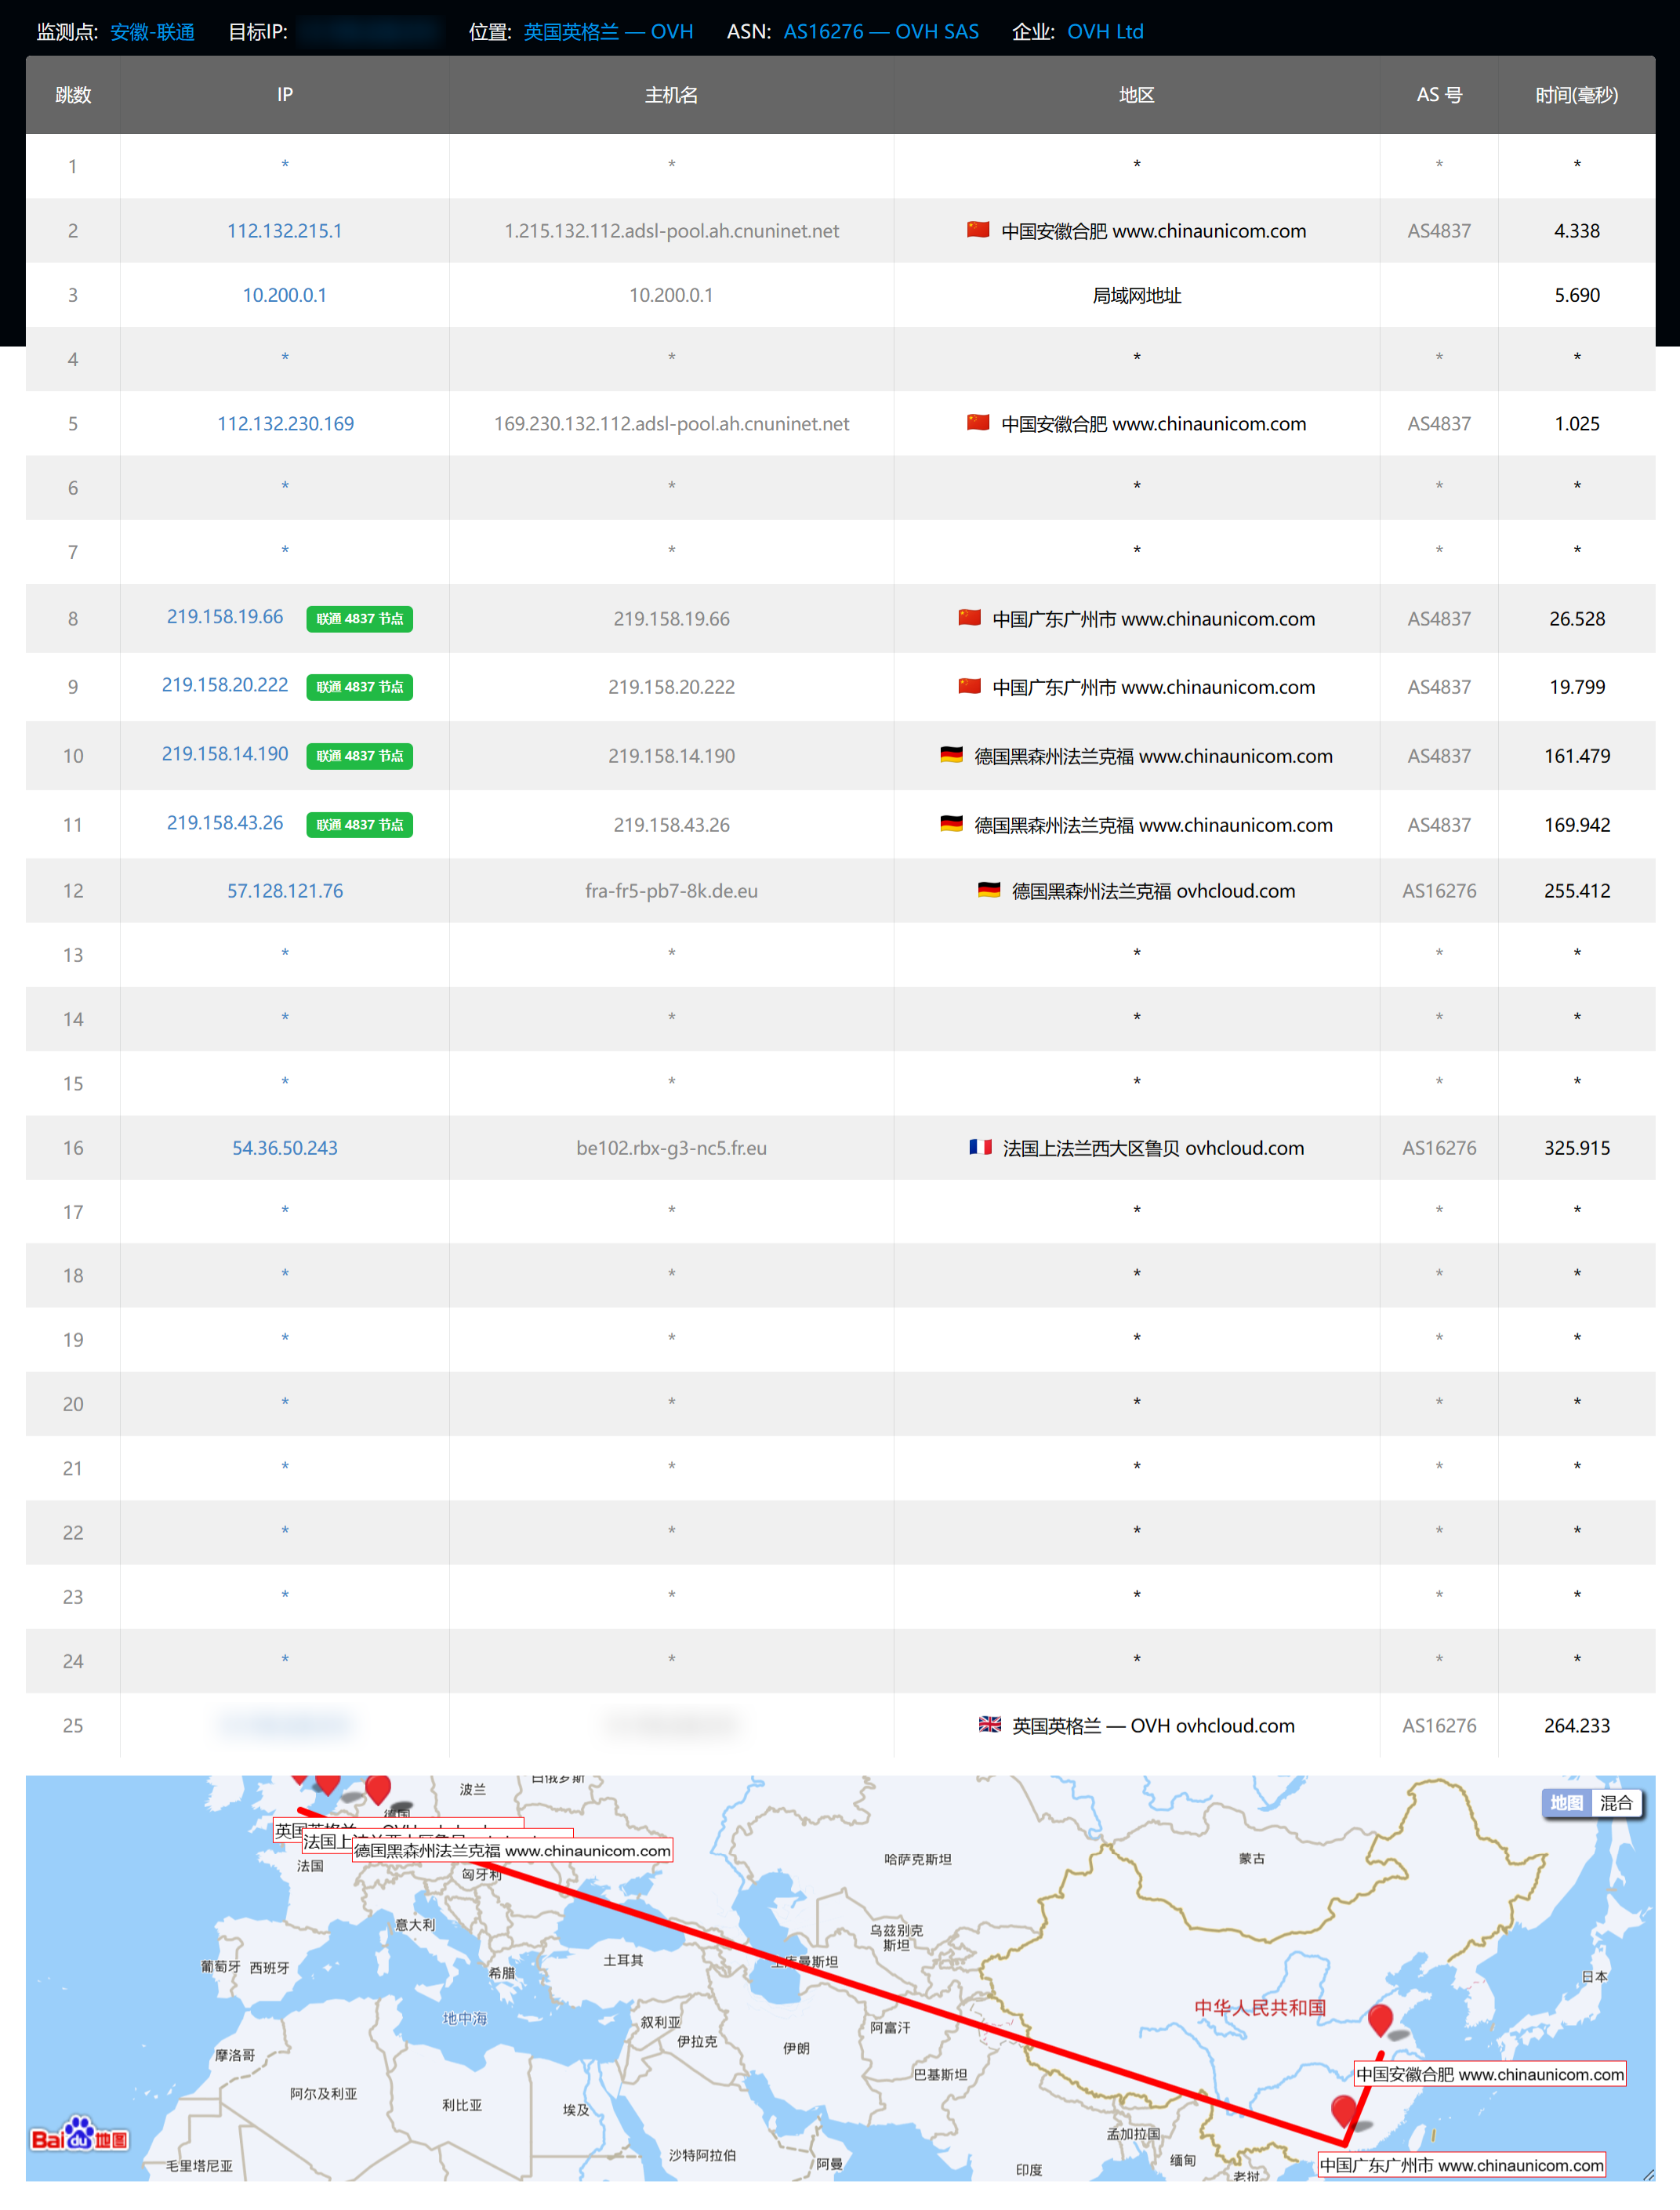 监测点: 安徽-联通 目标IP: 位置: 英国英格兰 — OVH ASN: AS16276 — OVH SAS 企业: OVH Ltd
跳数 IP 主机名 地区 AS 号 时间(毫秒)
1 * * * * *
2 112.132.215.1 1.215.132.112.adsl-pool.ah.cnuninet.net 中国安徽合肥 www.chinaunicom.com AS4837 4.338
3 10.200.0.1 10.200.0.1 局域网地址 5.690
4 * * * * *
5 112.132.230.169 169.230.132.112.adsl-pool.ah.cnuninet.net 中国安徽合肥 www.chinaunicom.com AS4837 1.025
6 * * * * *
7 * * * * *
8 219.158.19.66 联通 4837 节点 219.158.19.66 中国广东广州市 www.chinaunicom.com AS4837 26.528
9 219.158.20.222 联通 4837 节点 219.158.20.222 中国广东广州市 www.chinaunicom.com AS4837 19.799
10 219.158.14.190 联通 4837 节点 219.158.14.190 德国黑森州法兰克福 www.chinaunicom.com AS4837 161.479
11 219.158.43.26 联通 4837 节点 219.158.43.26 德国黑森州法兰克福 www.chinaunicom.com AS4837 169.942
12 57.128.121.76 fra-fr5-pb7-8k.de.eu 德国黑森州法兰克福 ovhcloud.com AS16276 255.412
13 * * * * *
14 * * * * *
15 * * * * *
16 54.36.50.243 be102.rbx-g3-nc5.fr.eu 法国上法兰西大区鲁贝 ovhcloud.com AS16276 325.915
17 * * * * *
18 * * * * *
19 * * * * *
20 * * * * *
21 * * * * *
22 * * * * *
23 * * * * *
24 * * * * *
25 英国英格兰 — OVH ovhcloud.com AS16276 264.233
波兰 白俄罗斯
地图 混合
德国
英国
法国上
德国黑森州法兰克福 www.chinaunicom.com
哈萨克斯坦
蒙古
法国
匈牙利
意大利
乌兹别克
斯坦
葡萄牙 西班牙
希腊
土耳其
土库曼斯坦
日本
中华人民共和国
地中海
叙利亚
伊拉克
伊朗
阿富汗
摩洛哥
巴基斯坦
中国安徽合肥 www.chinaunicom.com
阿尔及利亚
利比亚
埃及
孟加拉国
Bai du 地图
沙特阿拉伯
阿曼
印度
缅甸
老挝
毛里塔尼亚
中国广东广州市 www.chinaunicom.com